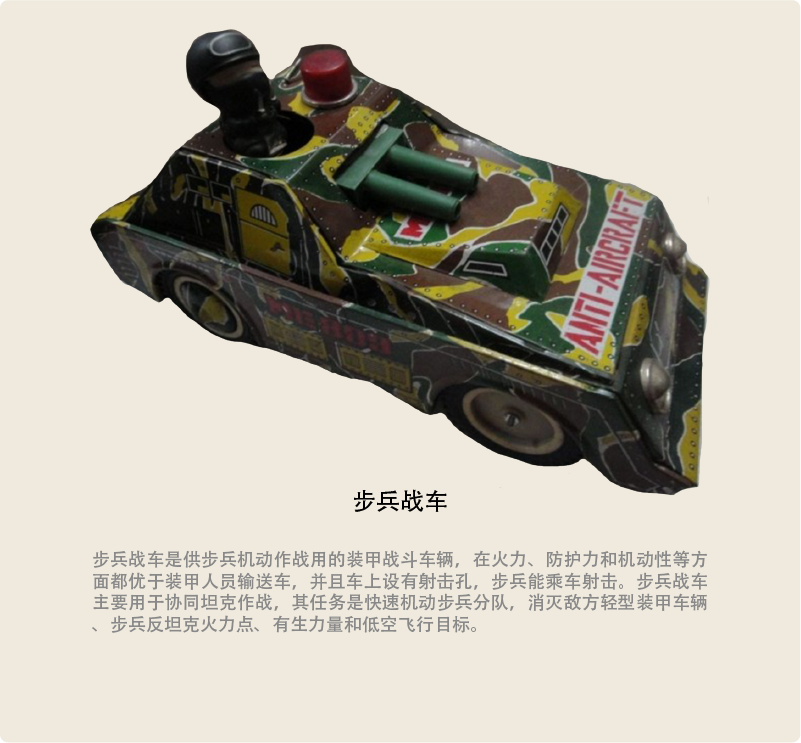 ANTI-AIRCRAFT
步兵战车
步兵战车是供步兵机动作战用的装甲战斗车辆，在火力、防护力和机动性等方
面都优于装甲人员输送车，并且车上设有射击孔，步兵能乘车射击。步兵战车
主要用于协同坦克作战，其任务是快速机动步兵分队，消灭敌方轻型装甲车辆
、步兵反坦克火力点、有生力量和低空飞行目标。